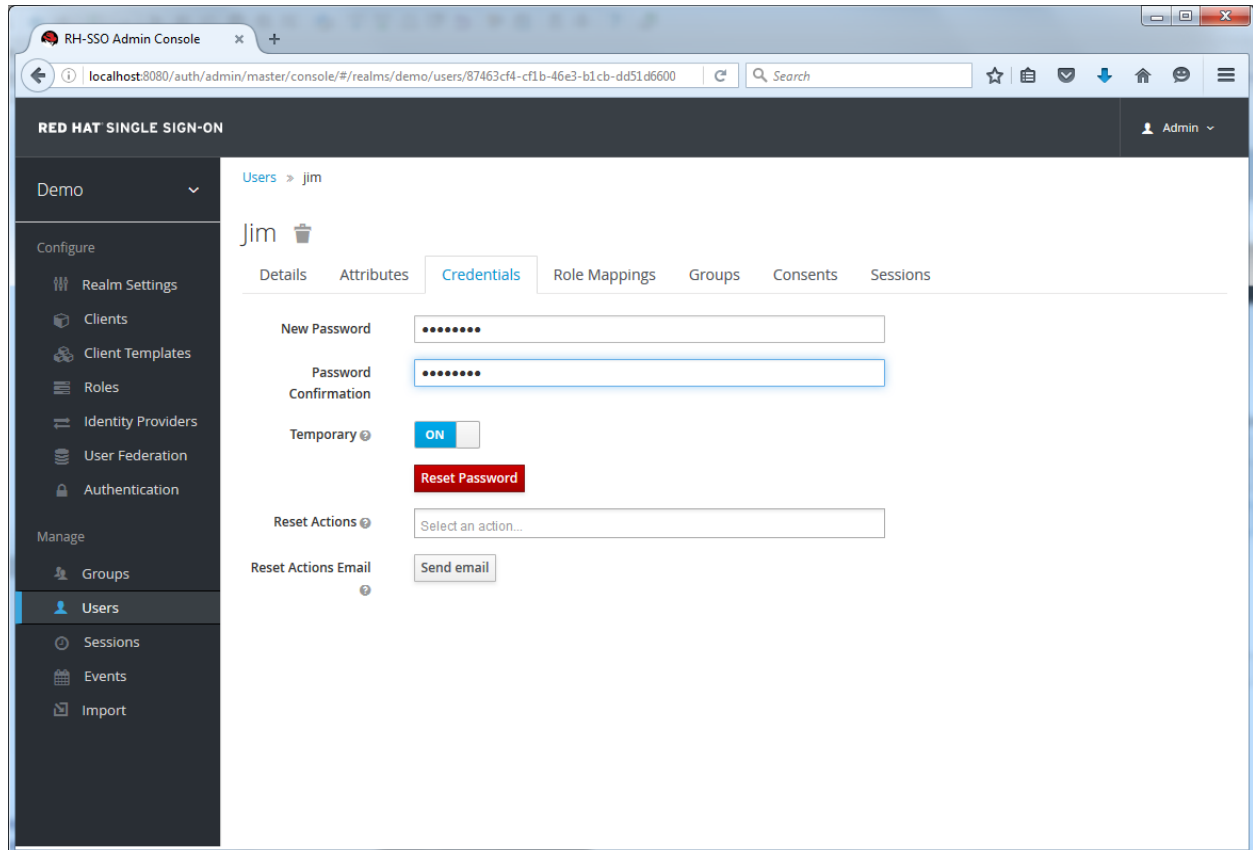 RH-SSO Admin Console
localhost:8080/auth/admin/master/console/#/realms/demo/users/87463cf4-cf1b-46e3-b1cb-dd51d6600
Search
RED HAT SINGLE SIGN-ON
Admin
Demo
Configure
Realm Settings
Clients
Client Templates
Roles
Identity Providers
User Federation
Authentication
Manage
Groups
Users
Sessions
Events
Import
Users » jim
Jim
Details Attributes Credentials Role Mappings Groups Consents Sessions
New Password
••••••••
Password
Confirmation
••••••••
Temporary
ON
Reset Password
Reset Actions
Select an action...
Reset Actions Email
Send email